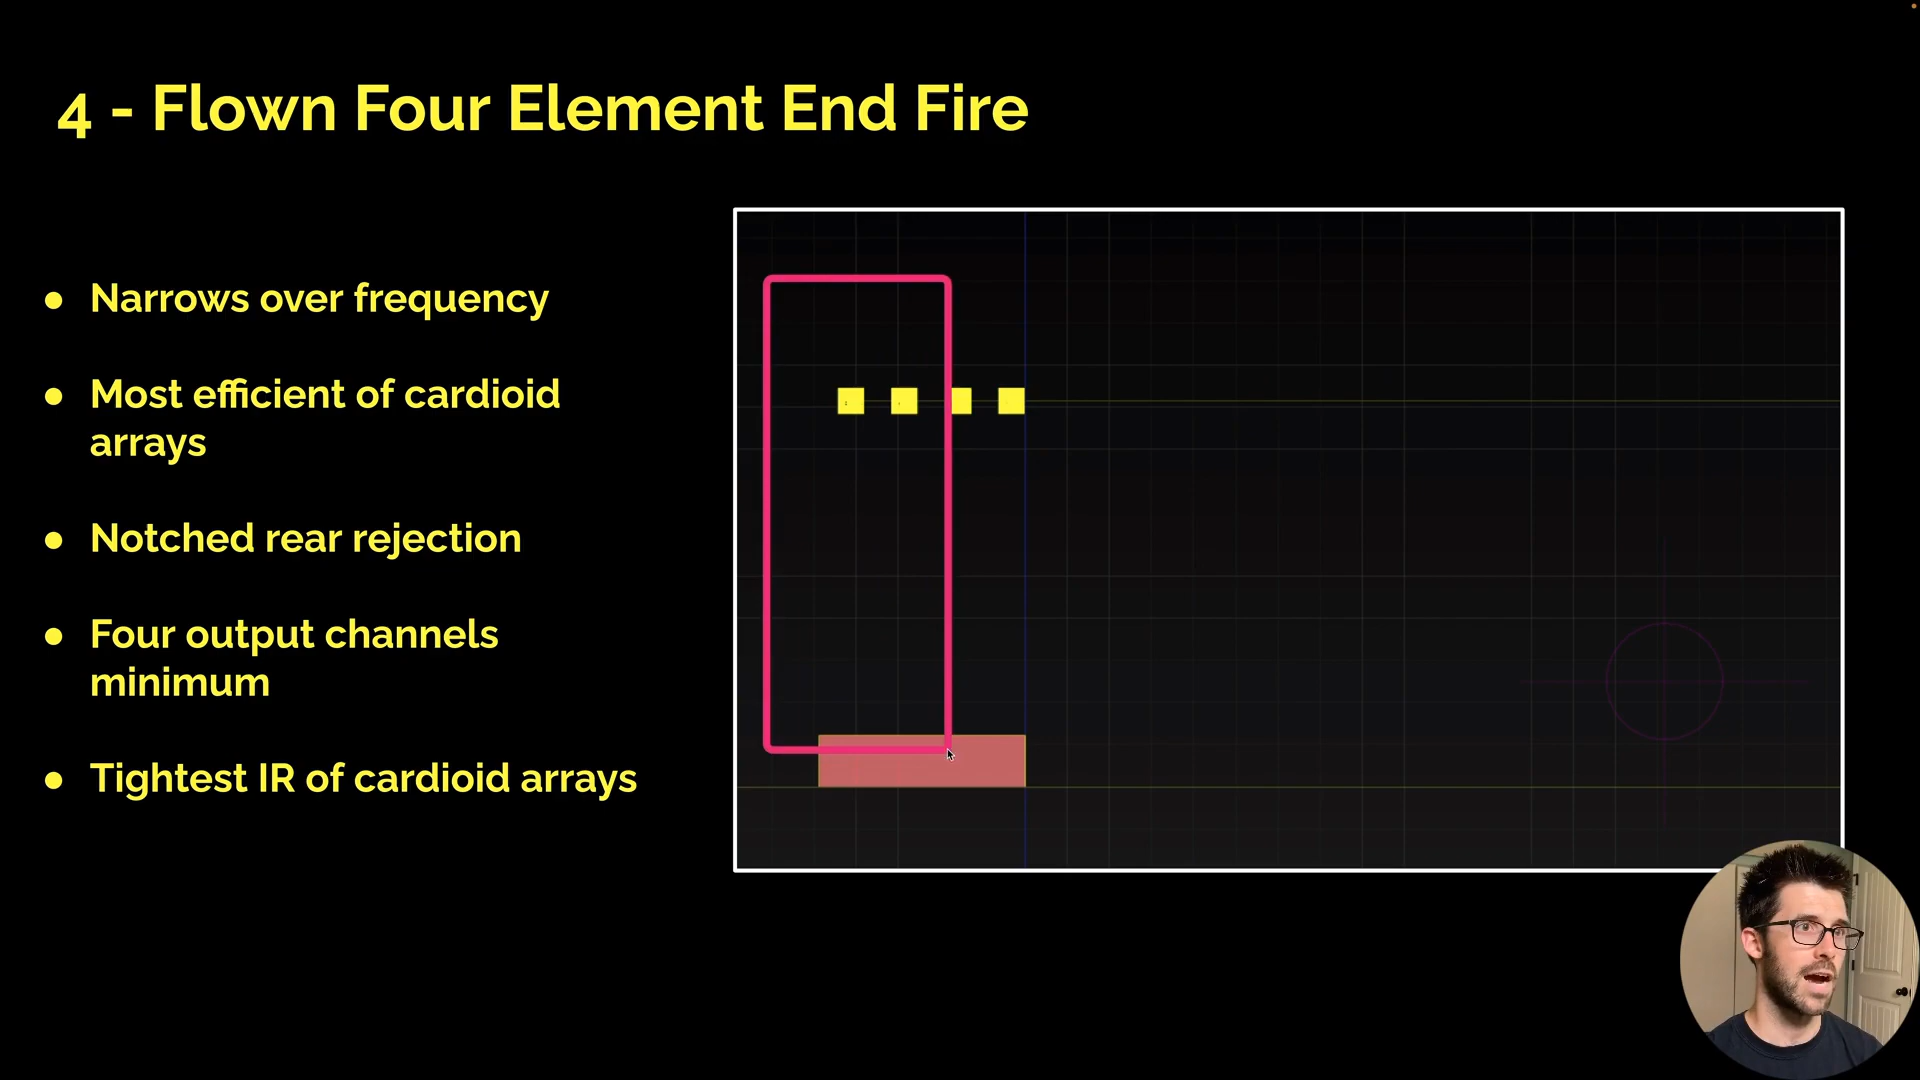 4 - Flown Four Element End Fire
● Narrows over frequency
● Most efficient of cardioid
arrays
● Notched rear rejection
● Four output channels
minimum
● Tightest IR of cardioid arrays